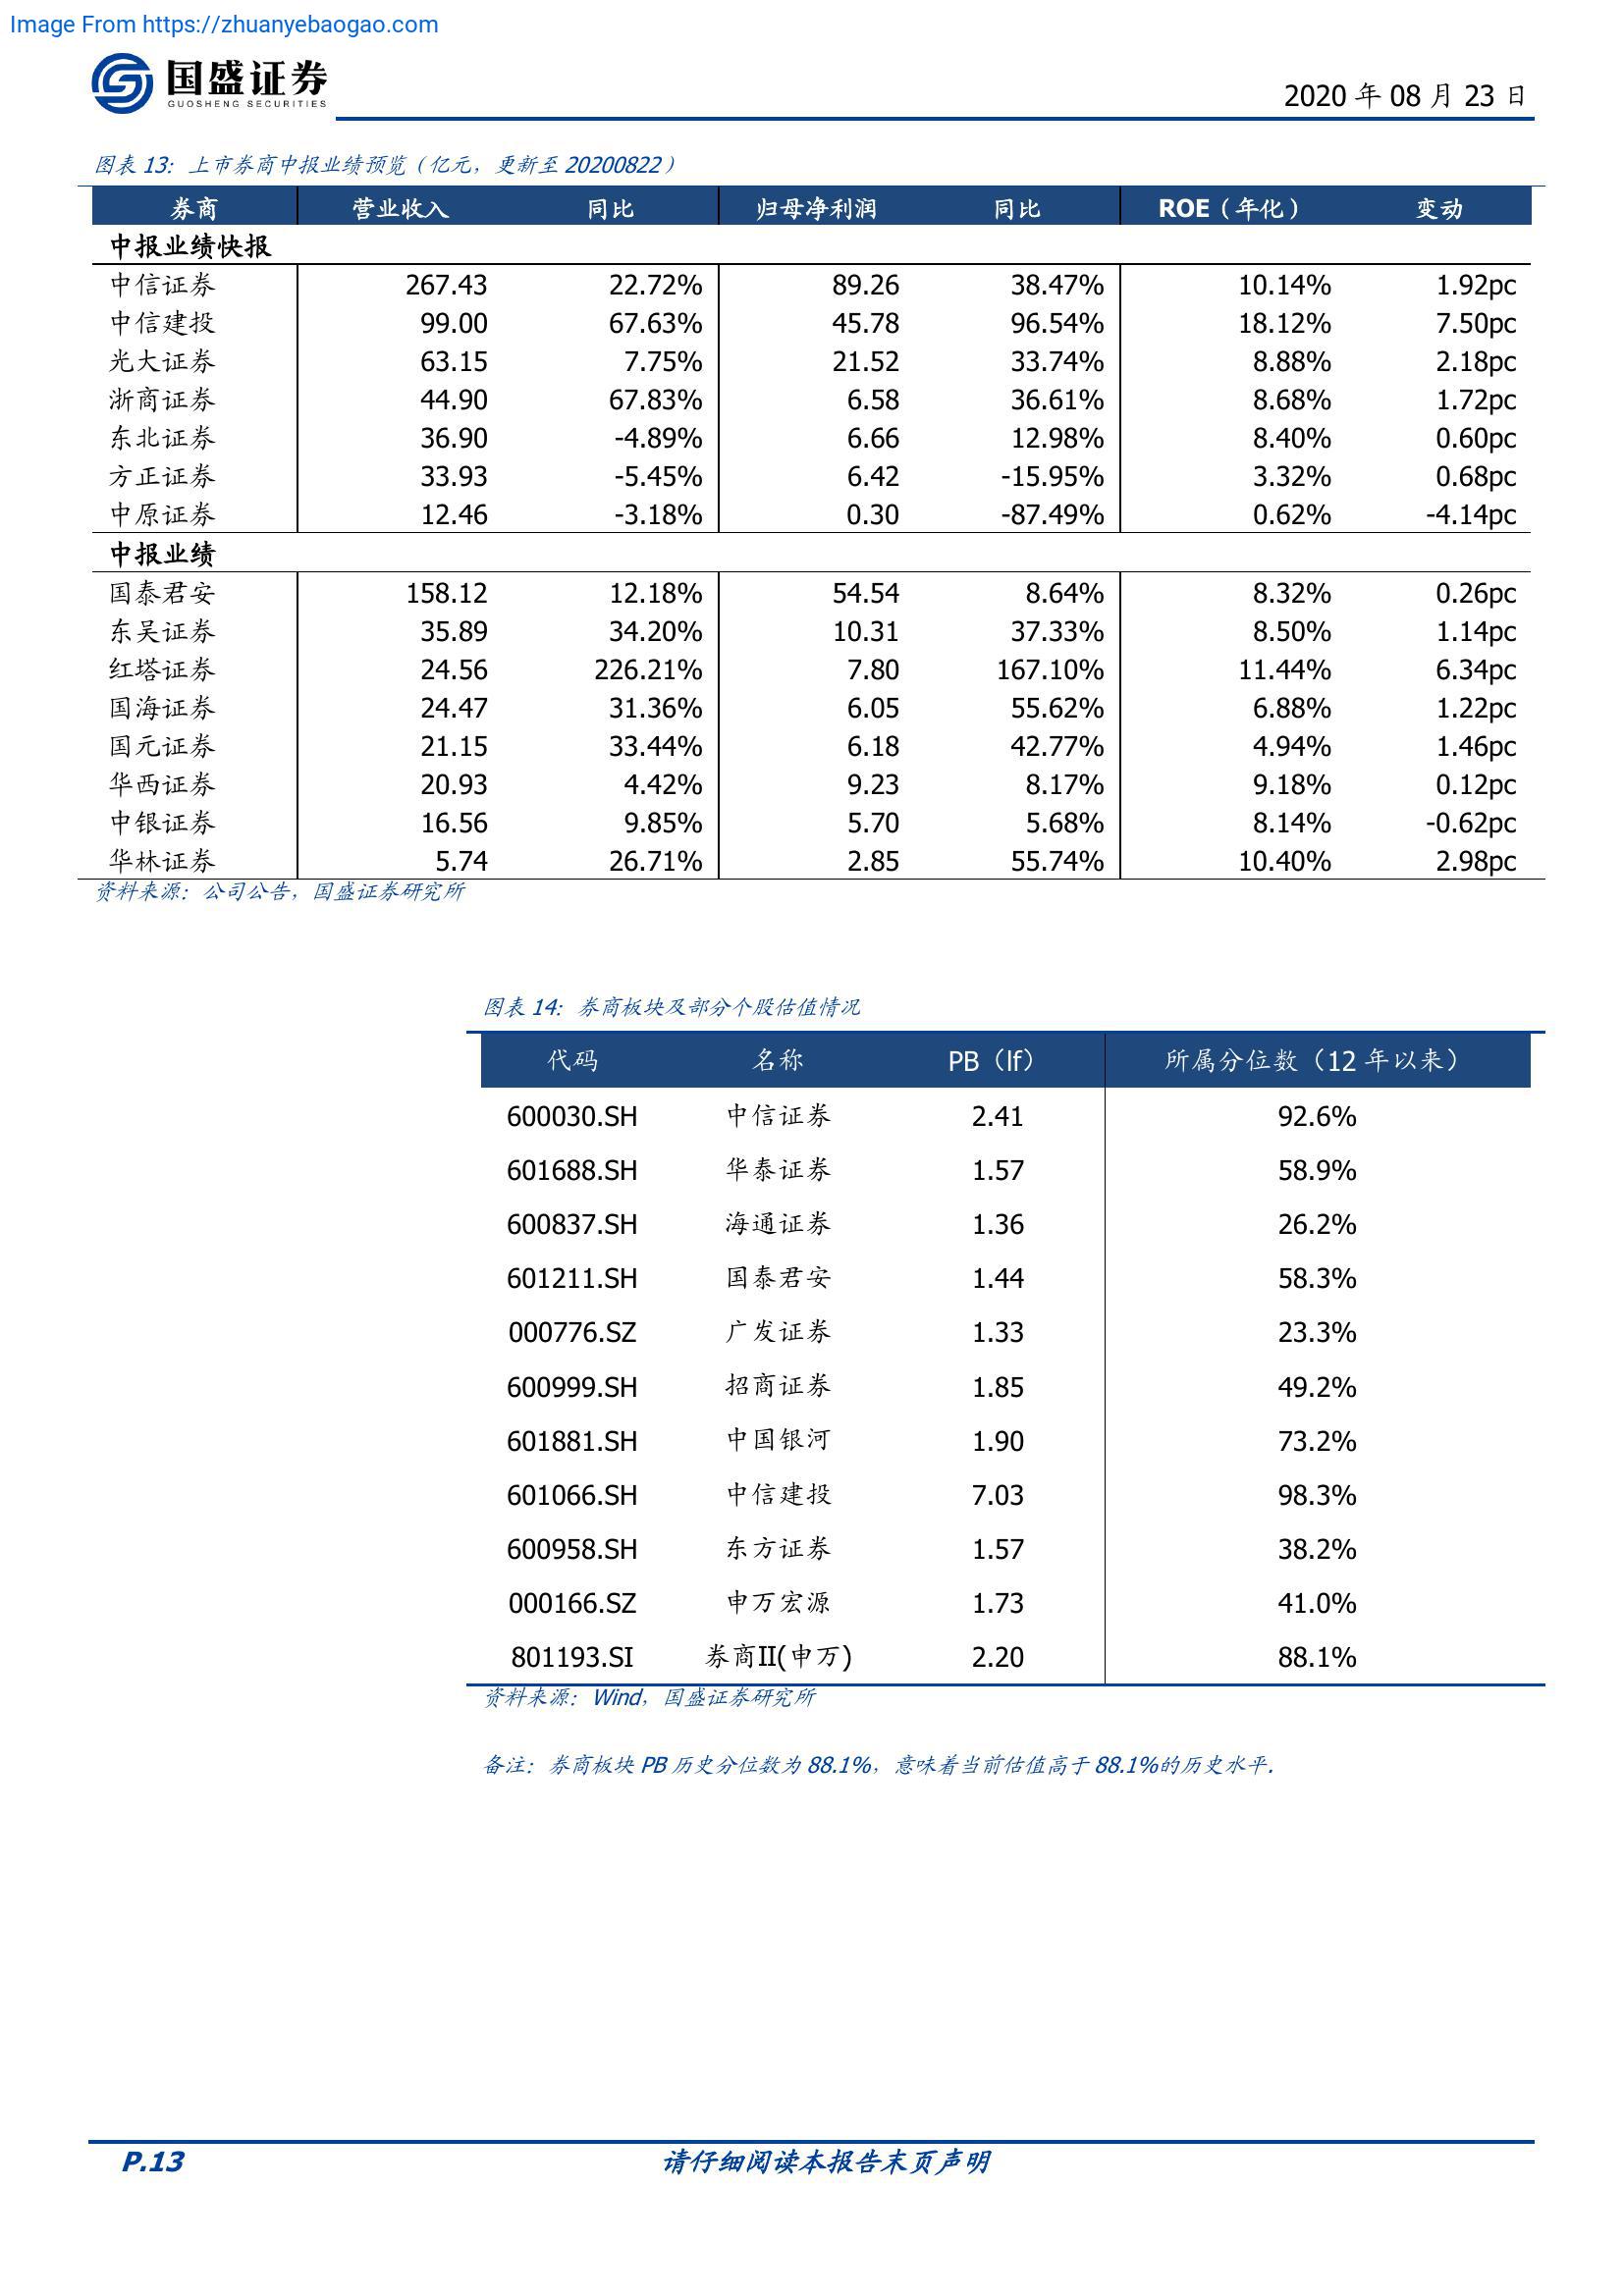 Image From https://zhuanyebaogao.com
国盛证券
GUOSHENG SECURITIES
2020 年 08 月 23 日
图表 13：上市券商中报业绩预览（亿元，更新至 20200822）
券商 营业收入 同比 归母净利润 同比 ROE（年化） 变动
中报业绩快报
中信证券 267.43 22.72% 89.26 38.47% 10.14% 1.92pc
中信建投 99.00 67.63% 45.78 96.54% 18.12% 7.50pc
光大证券 63.15 7.75% 21.52 33.74% 8.88% 2.18pc
浙商证券 44.90 67.83% 6.58 36.61% 8.68% 1.72pc
东北证券 36.90 -4.89% 6.66 12.98% 8.40% 0.60pc
方正证券 33.93 -5.45% 6.42 -15.95% 3.32% 0.68pc
中原证券 12.46 -3.18% 0.30 -87.49% 0.62% -4.14pc
中报业绩
国泰君安 158.12 12.18% 54.54 8.64% 8.32% 0.26pc
东吴证券 35.89 34.20% 10.31 37.33% 8.50% 1.14pc
红塔证券 24.56 226.21% 7.80 167.10% 11.44% 6.34pc
国海证券 24.47 31.36% 6.05 55.62% 6.88% 1.22pc
国元证券 21.15 33.44% 6.18 42.77% 4.94% 1.46pc
华西证券 20.93 4.42% 9.23 8.17% 9.18% 0.12pc
中银证券 16.56 9.85% 5.70 5.68% 8.14% -0.62pc
华林证券 5.74 26.71% 2.85 55.74% 10.40% 2.98pc
资料来源：公司公告，国盛证券研究所
图表 14：券商板块及部分个股估值情况
代码 名称 PB（lf） 所属分位数（12 年以来）
600030.SH 中信证券 2.41 92.6%
601688.SH 华泰证券 1.57 58.9%
600837.SH 海通证券 1.36 26.2%
601211.SH 国泰君安 1.44 58.3%
000776.SZ 广发证券 1.33 23.3%
600999.SH 招商证券 1.85 49.2%
601881.SH 中国银河 1.90 73.2%
601066.SH 中信建投 7.03 98.3%
600958.SH 东方证券 1.57 38.2%
000166.SZ 申万宏源 1.73 41.0%
801193.SI 券商II(申万) 2.20 88.1%
资料来源：Wind，国盛证券研究所
备注：券商板块 PB 历史分位数为 88.1%，意味着当前估值高于 88.1%的历史水平.
P.13 请仔细阅读本报告末页声明